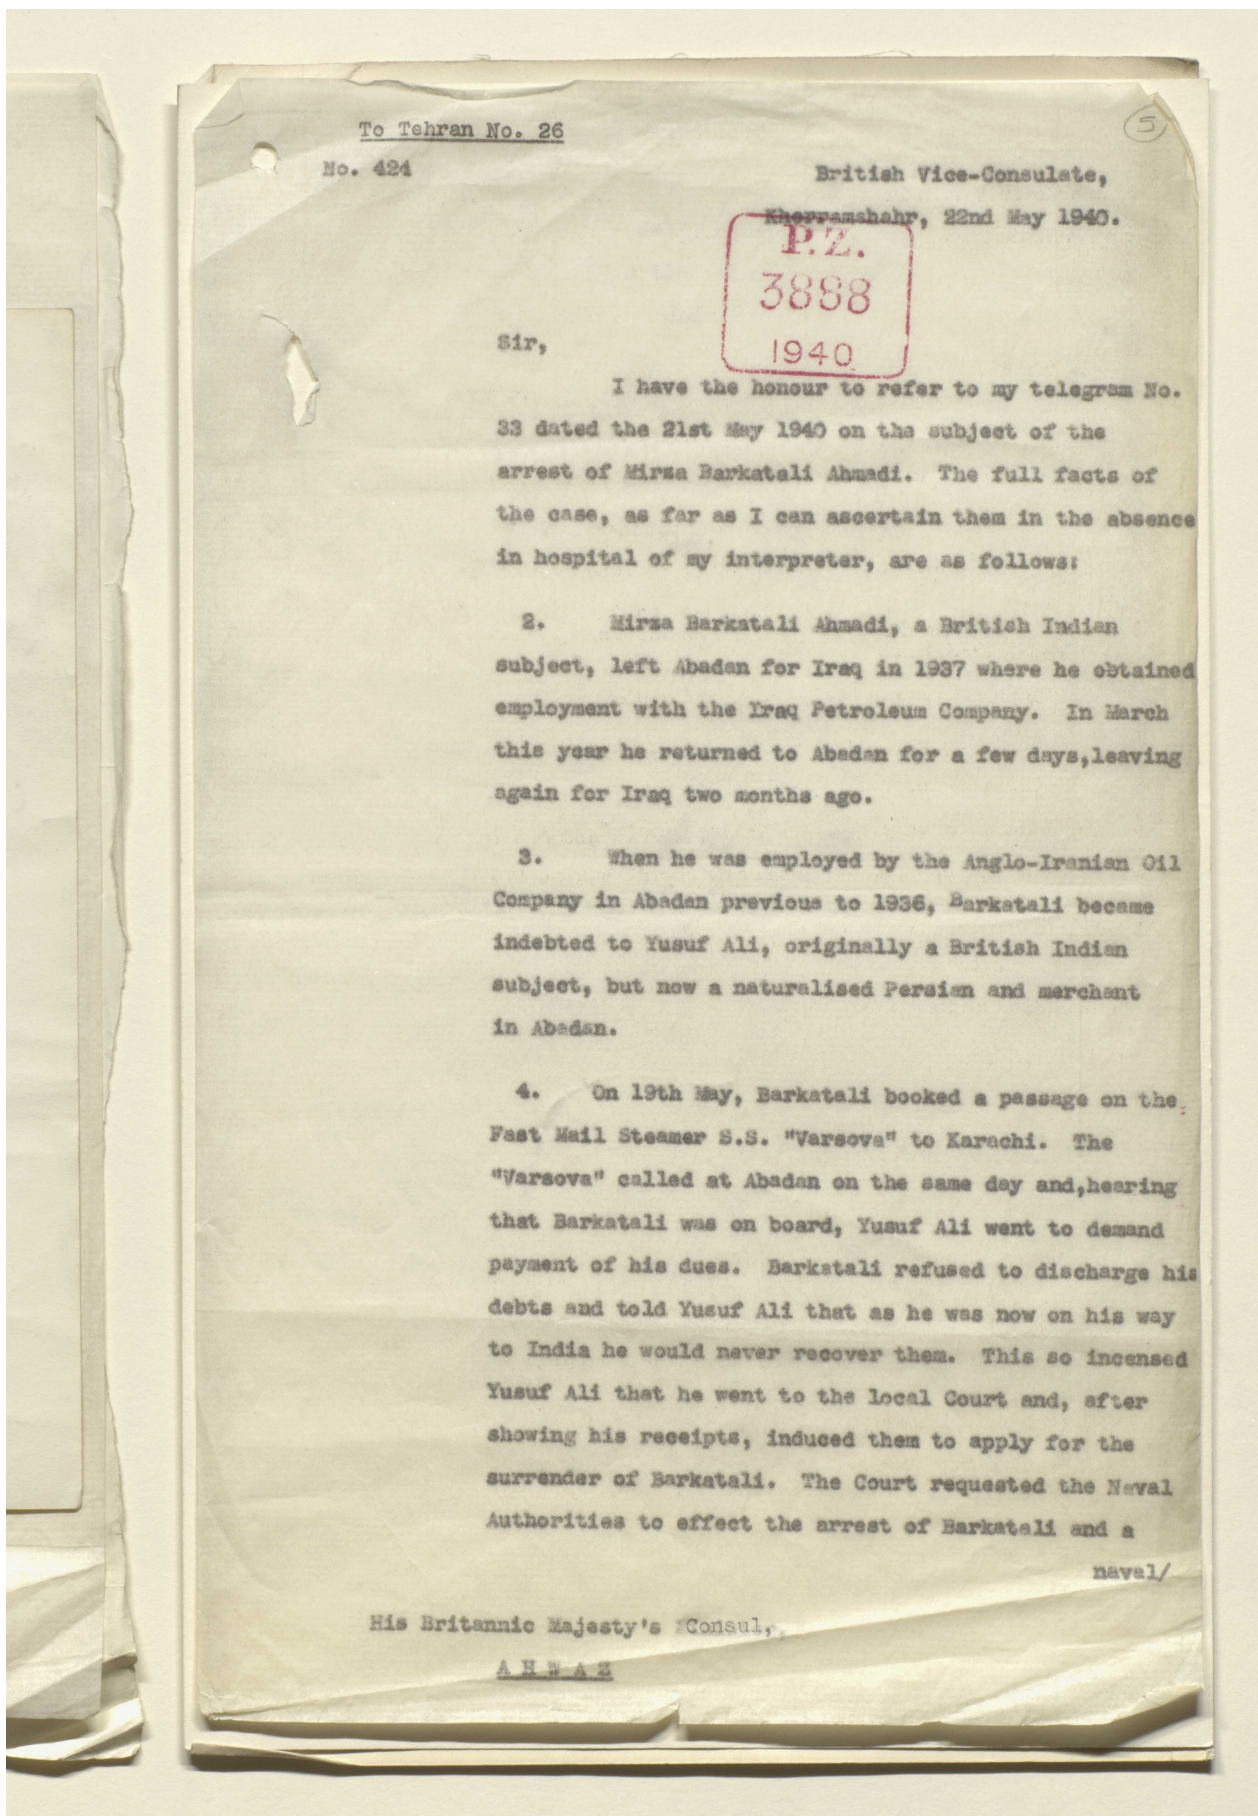 To Tehran No. 26
5
No. 424
British Vice-Consulate,
Khorramshahr, 22nd May 1940.
P.Z.
3888
1940
Sir,
I have the honour to refer to my telegram No.
33 dated the 21st May 1940 on the subject of the
arrest of Mirza Barkatali Ahmadi. The full facts of
the case, as far as I can ascertain them in the absence
in hospital of my interpreter, are as follows:
2. Mirza Barkatali Ahmadi, a British Indian
subject, left Abadan for Iraq in 1937 where he obtained
employment with the Iraq Petroleum Company. In March
this year he returned to Abadan for a few days,leaving
again for Iraq two months ago.
3. When he was employed by the Anglo-Iranian Oil
Company in Abadan previous to 1936, Barkatali became
indebted to Yusuf Ali, originally a British Indian
subject, but now a naturalised Persian and merchant
in Abadan.
4. On 19th May, Barkatali booked a passage on the
Fast Mail Steamer S.S. "Varsova" to Karachi. The
"Varsova" called at Abadan on the same day and,hearing
that Barkatali was on board, Yusuf Ali went to demand
payment of his dues. Barkatali refused to discharge his
debts and told Yusuf Ali that as he was now on his way
to India he would never recover them. This so incensed
Yusuf Ali that he went to the local Court and, after
showing his receipts, induced them to apply for the
surrender of Barkatali. The Court requested the Naval
Authorities to effect the arrest of Barkatali and a
naval/
His Britannic Majesty's Consul,
A H W A Z